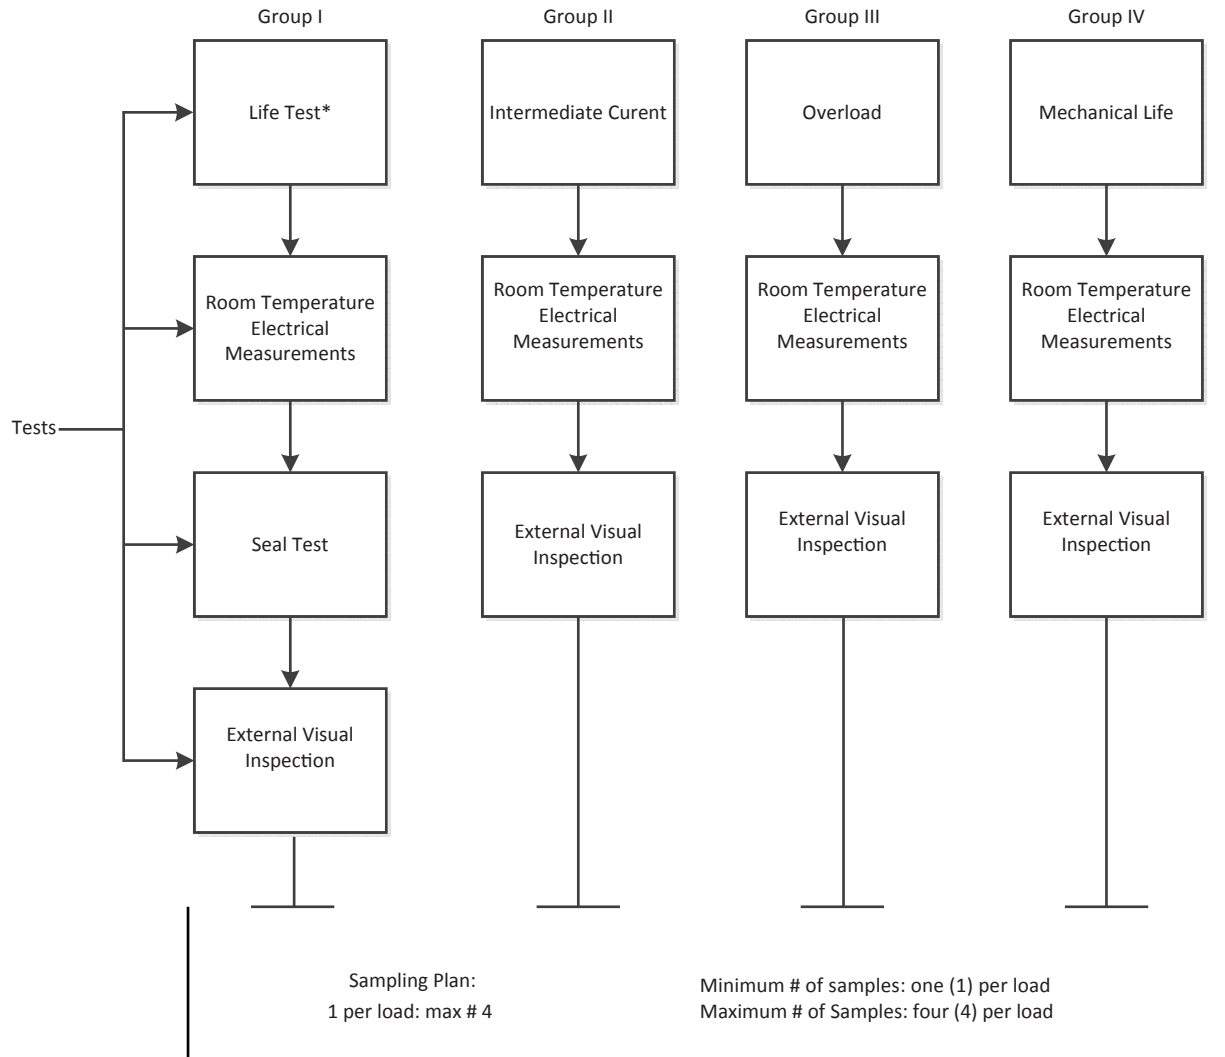 Group I
Group II
Group III
Group IV
Life Test*
Intermediate Curent
Overload
Mechanical Life
Room Temperature
Electrical
Measurements
Room Temperature
Electrical
Measurements
Room Temperature
Electrical
Measurements
Room Temperature
Electrical
Measurements
Tests
Seal Test
External Visual
Inspection
External Visual
Inspection
External Visual
Inspection
External Visual
Inspection
Sampling Plan:
1 per load: max # 4
Minimum # of samples: one (1) per load
Maximum # of Samples: four (4) per load